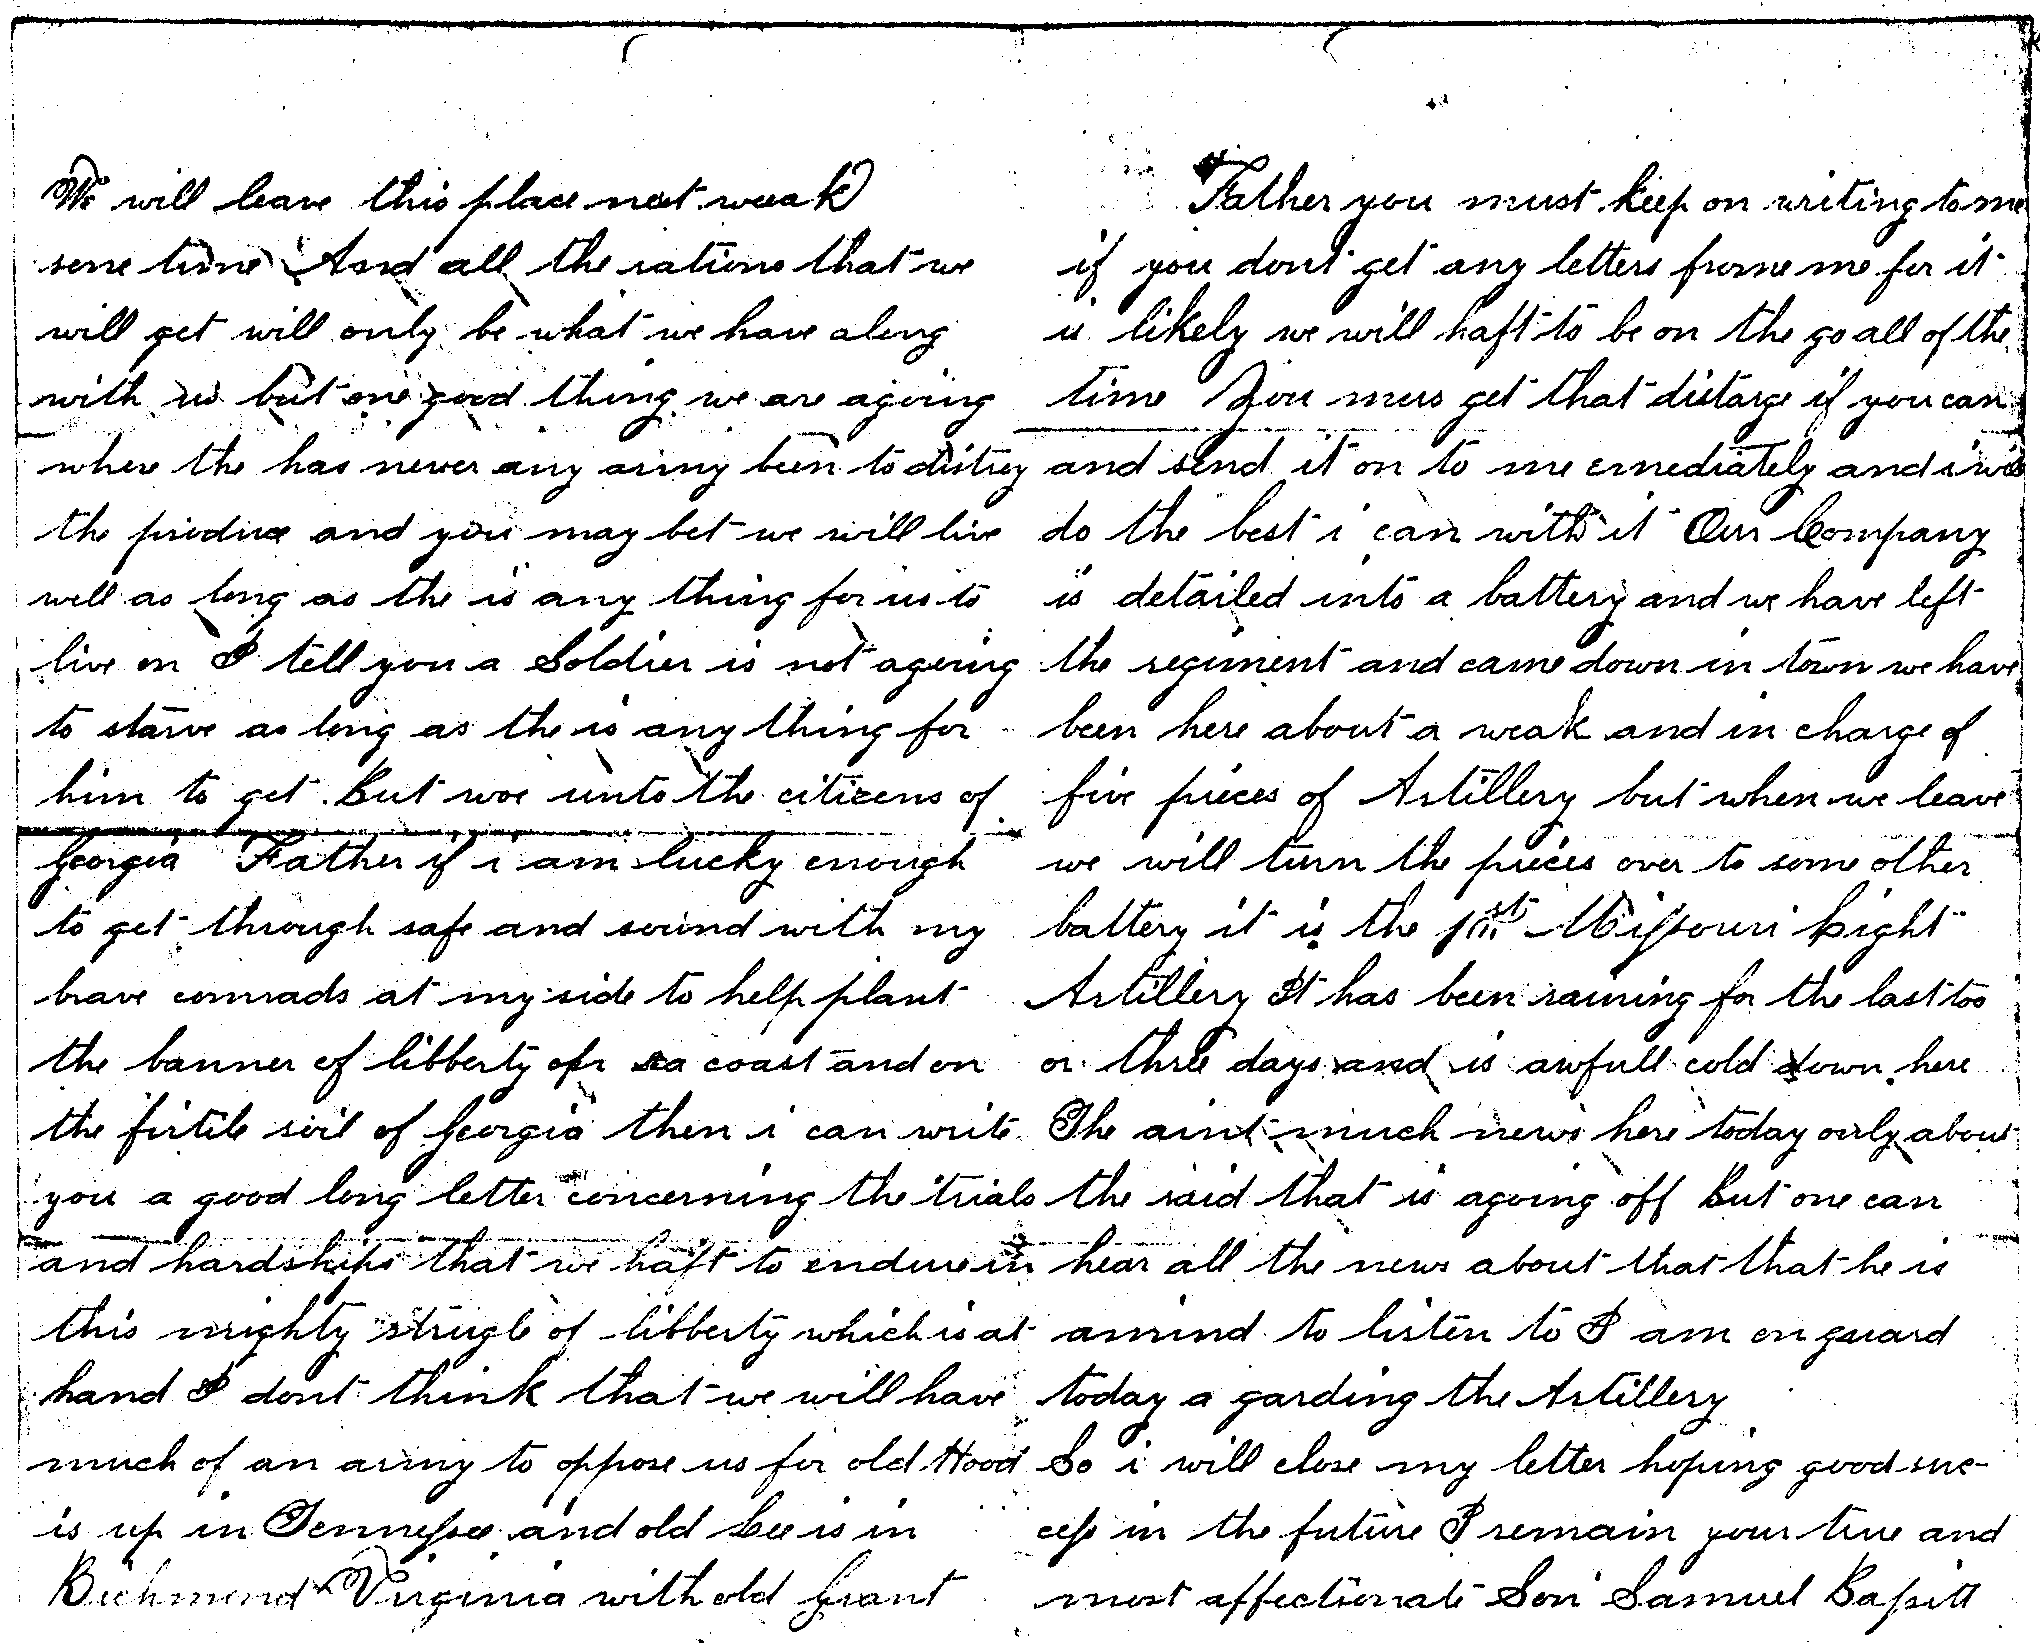 We will leave this place next weeak
some time And all the rations that we
will get will only be what we have along
with us but one good thing we are agoing
where the has never any army been to distroy
the produce and you may bet we will live
well as long as the is any thing for us to
live on I tell you a Soldier is not agoing
to starve as long as the is any thing for
him to get. But woe unto the citizens of
Georgia Father if i am lucky enough
to get through safe and sound with my
brave comrads at my side to help plant
the banner of libberty on sea coast and on
the firtile soil of Georgia then i can write
you a good long letter concerning the trials
and hardships that we haft to endure in
this mighty strugle of libberty which is at
hand I dont think that we will have
much of an army to oppose us for old Hood
is up in Tennessee and old Lee is in
Richmond Virginia with old Grant
Father you must keep on writing to me
if you dont get any letters frome me for it
is likely we will haft to be on the go all of the
time You mus get that distarge if you can
and send it on to me emediately and i will
do the best i can with it Our Company
is detailed into a battery and we have left
the regiment and came down in town we have
been here about a weak and in charge of
five pieces of Artillery but when we leave
we will turn the pieces over to some other
battery it is the 1st Missouri Light
Artillery It has been raining for the last too
or three days and is awfull cold down here
The aint much news here today only about
the raid that is agoing off But one can
hear all the news about that that he is
amind to listen to I am on guard
today a garding the Artillery
So i will close my letter hoping good suc-
cess in the future I remain your true and
most affectionate Son Samuel Bassitt